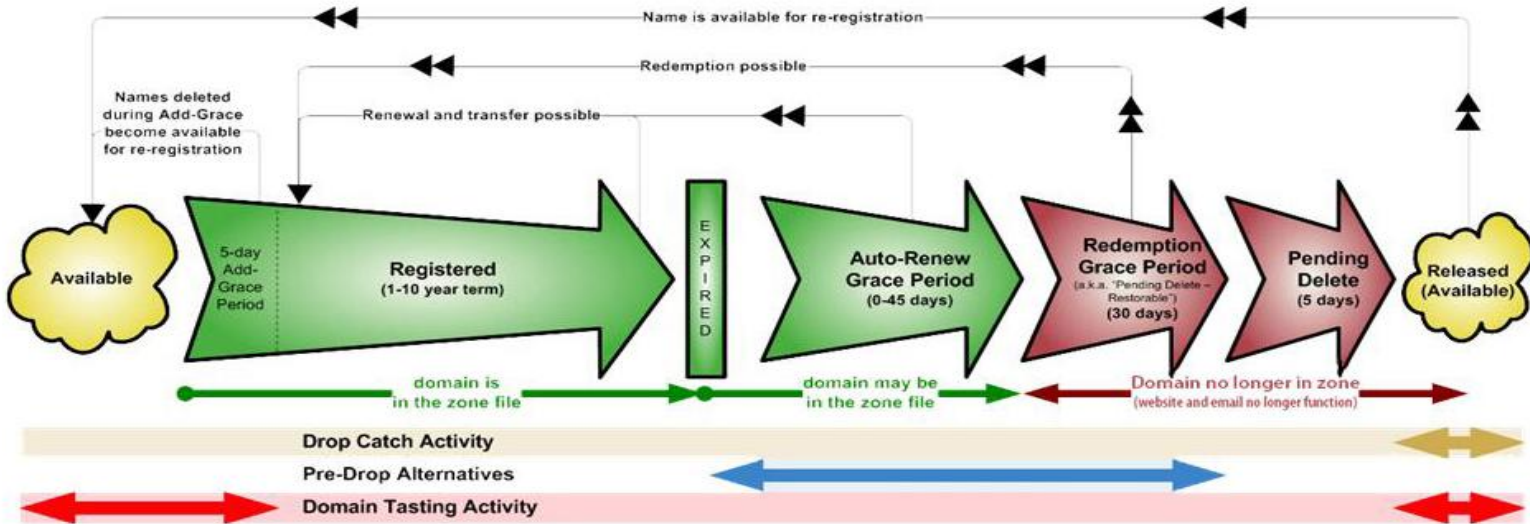 Name is available for re-registration
Redemption possible
Names deleted
during Add-Grace
become available
for re-registration
Renewal and transfer possible
Available
5-day
Add-
Grace
Period
Registered
(1-10 year term)
EXPIRED
Auto-Renew
Grace Period
(0-45 days)
Redemption
Grace Period
(a.k.a. "Pending Delete –
Restorable")
(30 days)
Pending
Delete
(5 days)
Released
(Available)
domain is
in the zone file
domain may be
in the zone file
Domain no longer in zone
(website and email no longer function)
Drop Catch Activity
Pre-Drop Alternatives
Domain Tasting Activity